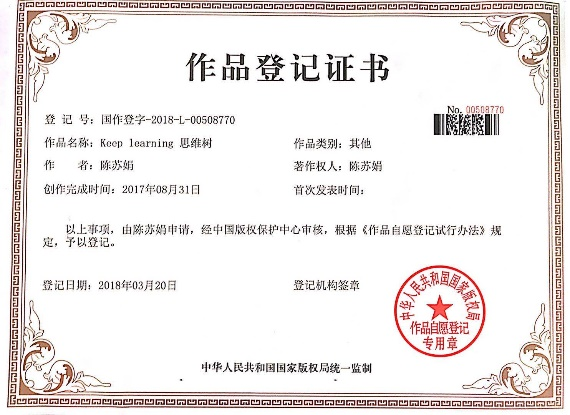 作品登记证书
No. 00508770
登 记 号：国作登字-2018-L-00508770
作品名称：Keep learning 思维树 作品类别：其他
作 者：陈苏娟 著作权人：陈苏娟
创作完成时间：2017年08月31日 首次发表时间：
以上事项，由陈苏娟申请，经中国版权保护中心审核，根据《作品自愿登记试行办法》规
定，予以登记。
登记日期：2018年03月20日 登记机构签章
中华人民共和国国家版权局
作品自愿登记
专用章
中华人民共和国国家版权局统一监制